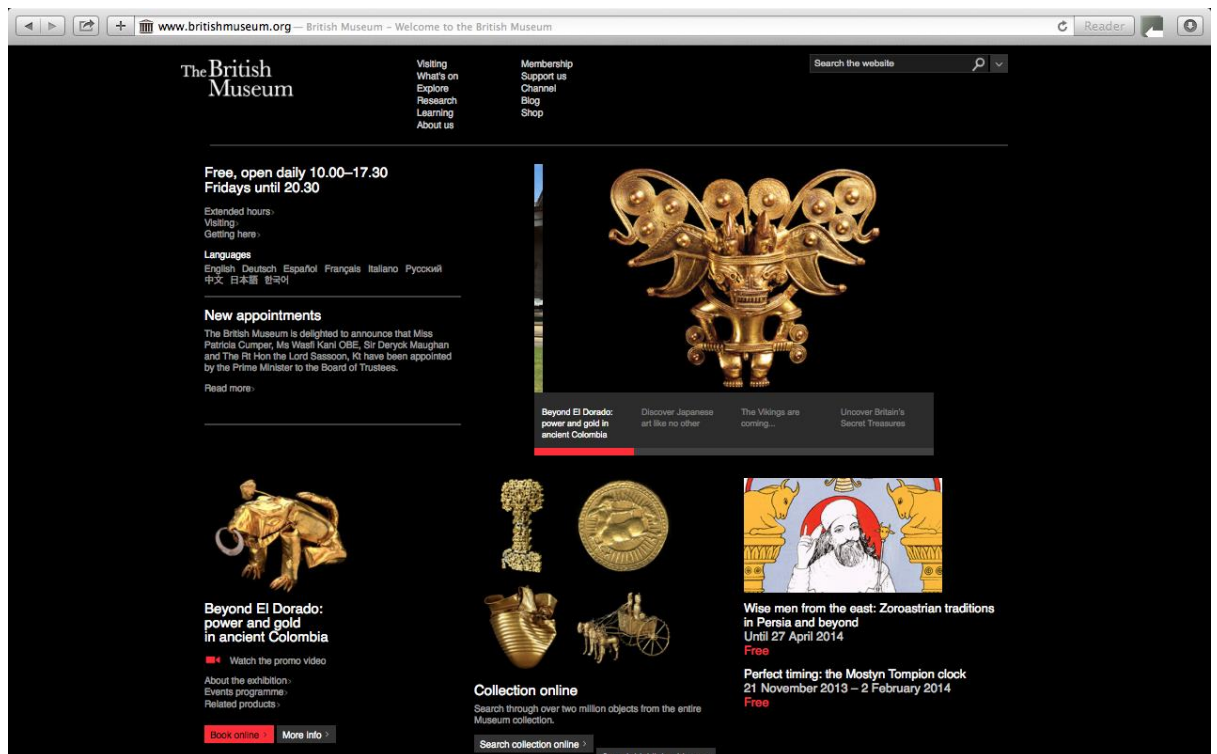 www.britishmuseum.org — British Museum – Welcome to the British Museum
Reader
The British
Museum
Visiting
What's on
Explore
Research
Learning
About us
Membership
Support us
Channel
Blog
Shop
Search the website
Free, open daily 10.00–17.30
Fridays until 20.30
Extended hours›
Visiting›
Getting here›
Languages
English Deutsch Español Français Italiano Русский
中文 日本語 한국어
New appointments
The British Museum is delighted to announce that Miss
Patricia Cumper, Ms Wasfi Kani OBE, Sir Deryck Maughan
and The Rt Hon the Lord Sassoon, Kt have been appointed
by the Prime Minister to the Board of Trustees.
Read more›
Beyond El Dorado:
power and gold in
ancient Colombia
Discover Japanese
art like no other
The Vikings are
coming...
Uncover Britain's
Secret Treasures
Beyond El Dorado:
power and gold
in ancient Colombia
Watch the promo video
About the exhibition›
Events programme›
Related products›
Book online ›
More info ›
Collection online
Search through over two million objects from the entire
Museum collection.
Search collection online ›
Wise men from the east: Zoroastrian traditions
in Persia and beyond
Until 27 April 2014
Free
Perfect timing: the Mostyn Tompion clock
21 November 2013 – 2 February 2014
Free